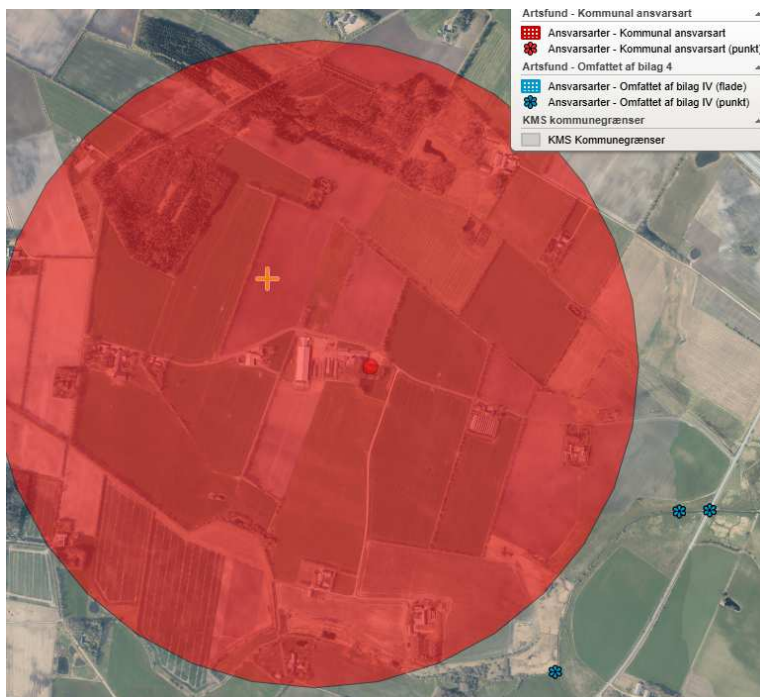 Artsfund - Kommunal ansvarsart
Ansvarsarter - Kommunal ansvarsart
Ansvarsarter - Kommunal ansvarsart (punkt)
Artsfund - Omfattet af bilag 4
Ansvarsarter - Omfattet af bilag IV (flade)
Ansvarsarter - Omfattet af bilag IV (punkt)
KMS kommunegrænser
KMS Kommunegrænser